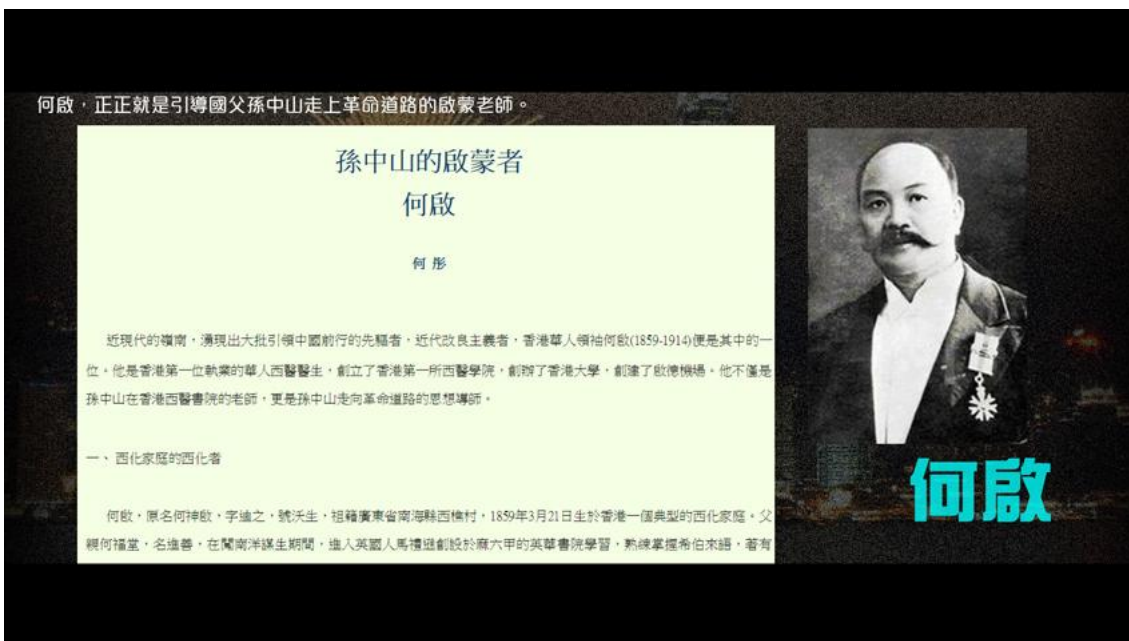 何啟，正正就是引導國父孫中山走上革命道路的啟蒙老師。
孫中山的啟蒙者
何啟
何 彤
近現代的嶺南，湧現出大批引領中國前行的先驅者，近代改良主義者，香港華人領袖何啟(1859-1914)便是其中的一
位。他是香港第一位執業的華人西醫醫生，創立了香港第一所西醫學院，創辦了香港大學，創建了啟德機場。他不僅是
孫中山在香港西醫書院的老師，更是孫中山走向革命道路的思想導師。
一、西化家庭的西化者
何啟，原名何神啟，字迪之，號沃生，祖籍廣東省南海縣西樵村，1859年3月21日生於香港一個典型的西化家庭。父
親何福堂，名進善，在闖南洋謀生期間，進入英國人馬禮遜創設於麻六甲的英華書院學習，熟練掌握希伯來語，著有
何啟